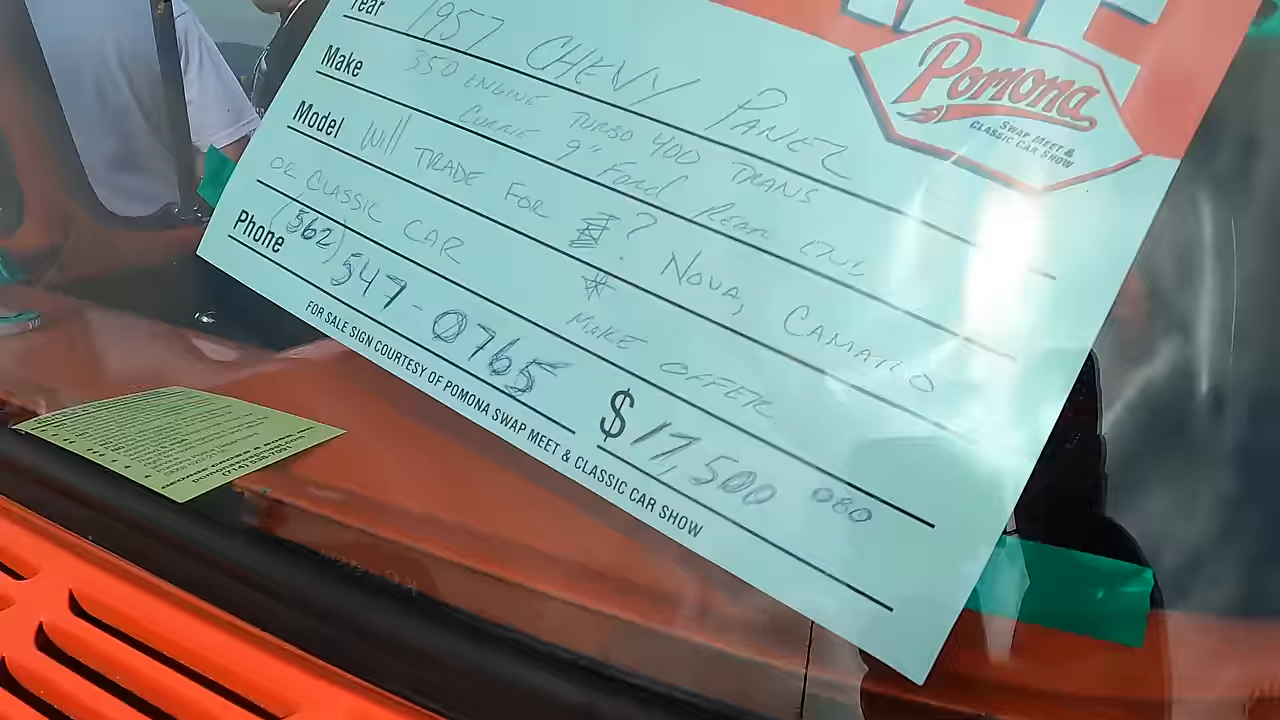 Year 1957 CHEVY PANEL
Make 350 ENGINE TURBO 400 TRANS
CURRIE 9" Ford Rear End
Model Will TRADE FOR ? NOVA, CAMARO
OR CLASSIC CAR * MAKE OFFER
Phone (562) 547-0765 $17,500 OBO
FOR SALE SIGN COURTESY OF POMONA SWAP MEET & CLASSIC CAR SHOW
Pomona
SWAP MEET &
CLASSIC CAR SHOW